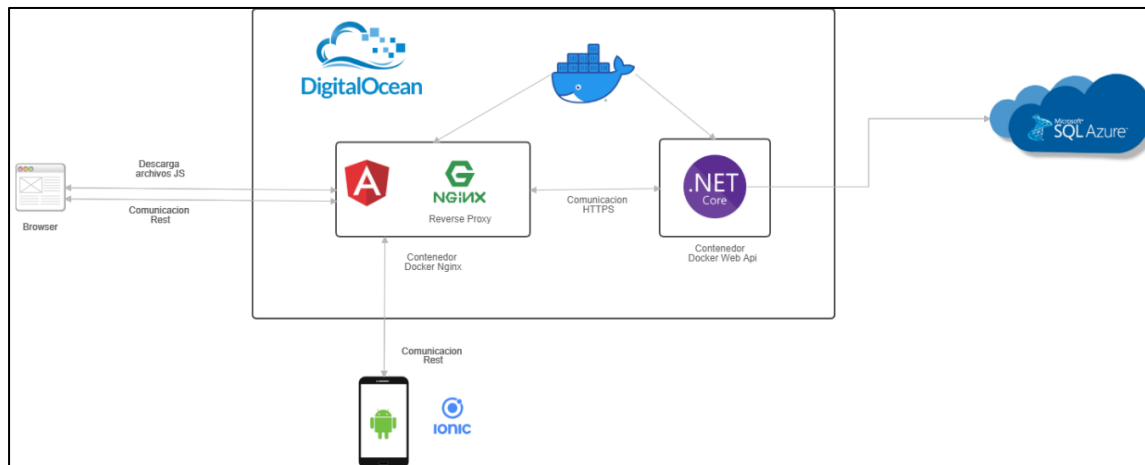 DigitalOcean
Microsoft®
SQL Azure™
Descarga
archivos JS
NGiNX
.NET
Core
Comunicacion
Rest
Comunicacion
HTTPS
Reverse Proxy
Browser
Contenedor
Docker Nginx
Contenedor
Docker Web Api
Comunicacion
Rest
IONIC